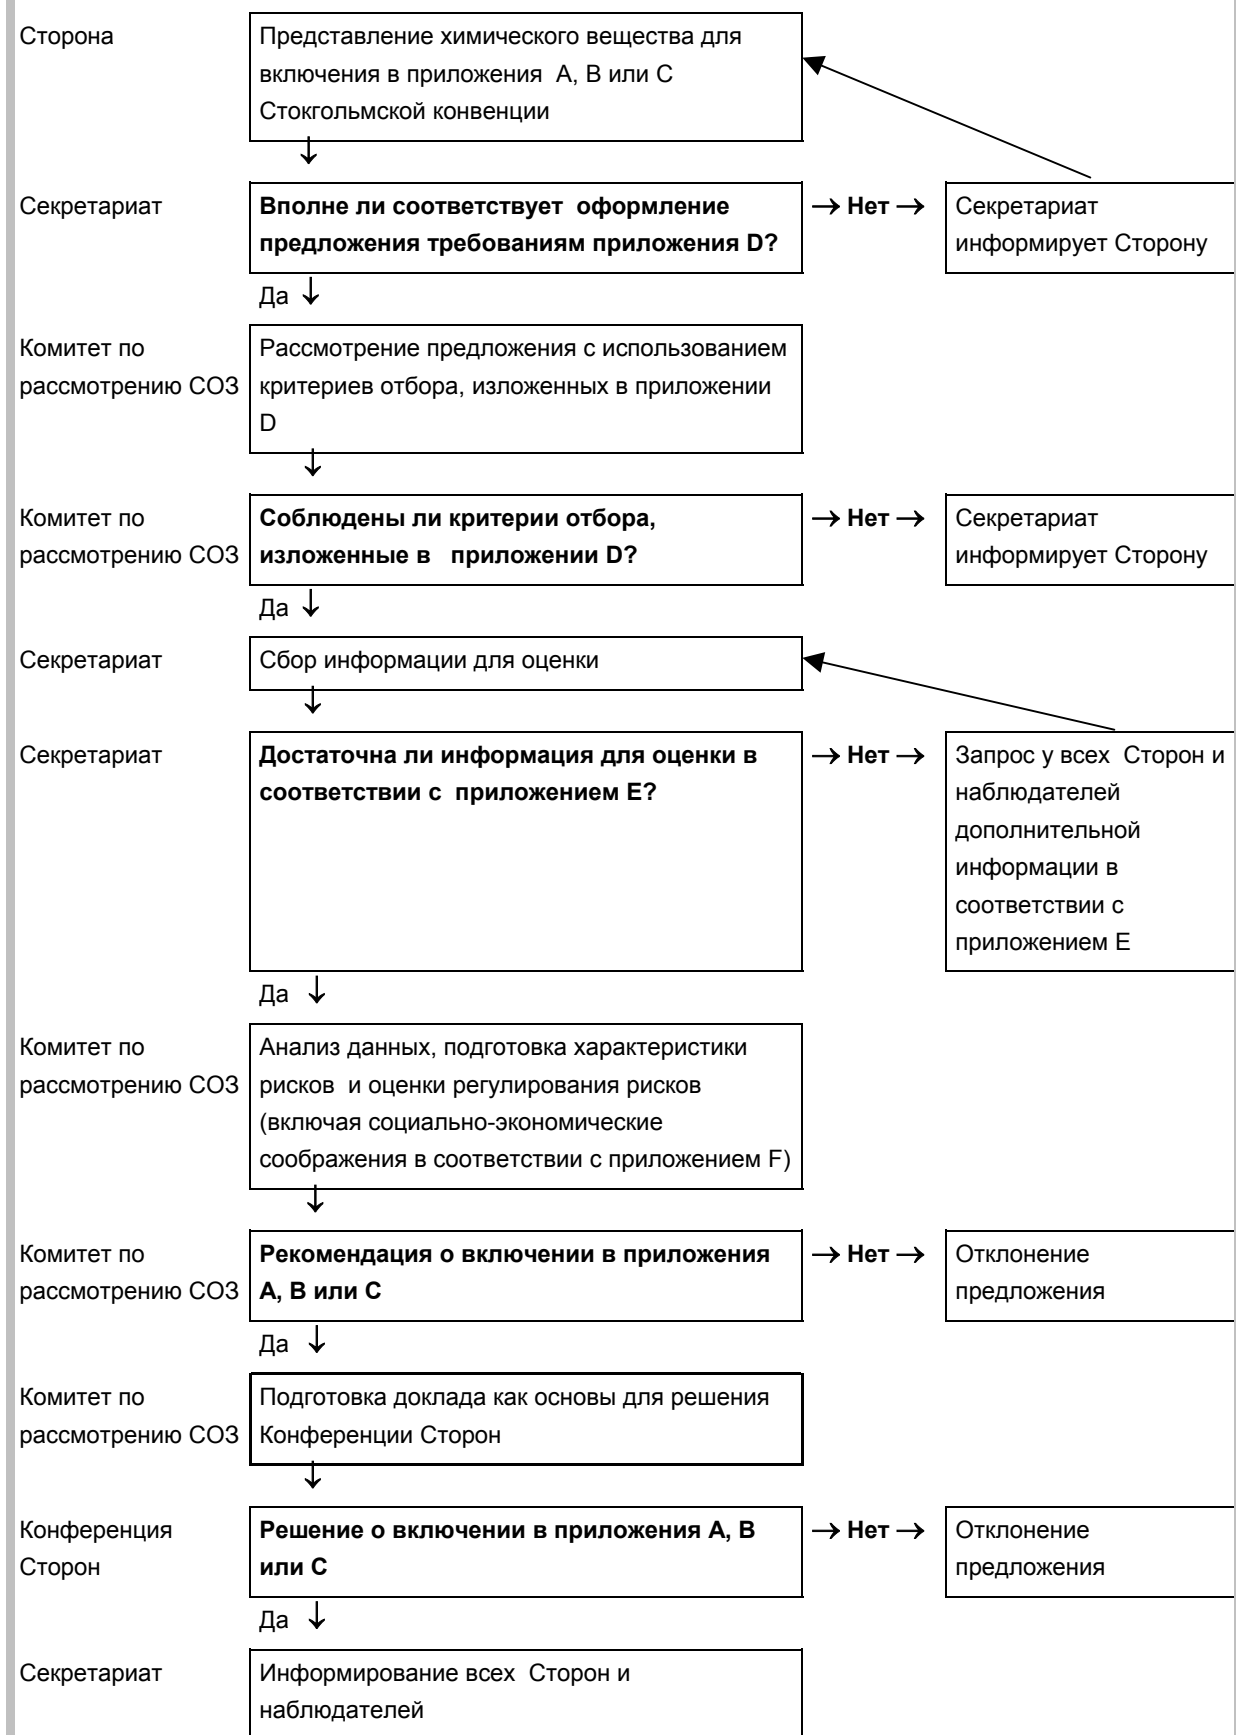 Сторона
Представление химического вещества для
включения в приложения A, B или C
Стокгольмской конвенции
↓
Секретариат
Вполне ли соответствует оформление
предложения требованиям приложения D?
→ Нет →
Секретариат
информирует Сторону
Да ↓
Комитет по
рассмотрению СОЗ
Рассмотрение предложения с использованием
критериев отбора, изложенных в приложении
D
↓
Комитет по
рассмотрению СОЗ
Соблюдены ли критерии отбора,
изложенные в приложении D?
→ Нет →
Секретариат
информирует Сторону
Да ↓
Секретариат
Сбор информации для оценки
↓
Секретариат
Достаточна ли информация для оценки в
соответствии с приложением E?
→ Нет →
Запрос у всех Сторон и
наблюдателей
дополнительной
информации в
соответствии с
приложением E
Да ↓
Комитет по
рассмотрению СОЗ
Анализ данных, подготовка характеристики
рисков и оценки регулирования рисков
(включая социально-экономические
соображения в соответствии с приложением F)
↓
Комитет по
рассмотрению СОЗ
Рекомендация о включении в приложения
A, B или C
→ Нет →
Отклонение
предложения
Да ↓
Комитет по
рассмотрению СОЗ
Подготовка доклада как основы для решения
Конференции Сторон
↓
Конференция
Сторон
Решение о включении в приложения A, B
или C
→ Нет →
Отклонение
предложения
Да ↓
Секретариат
Информирование всех Сторон и
наблюдателей